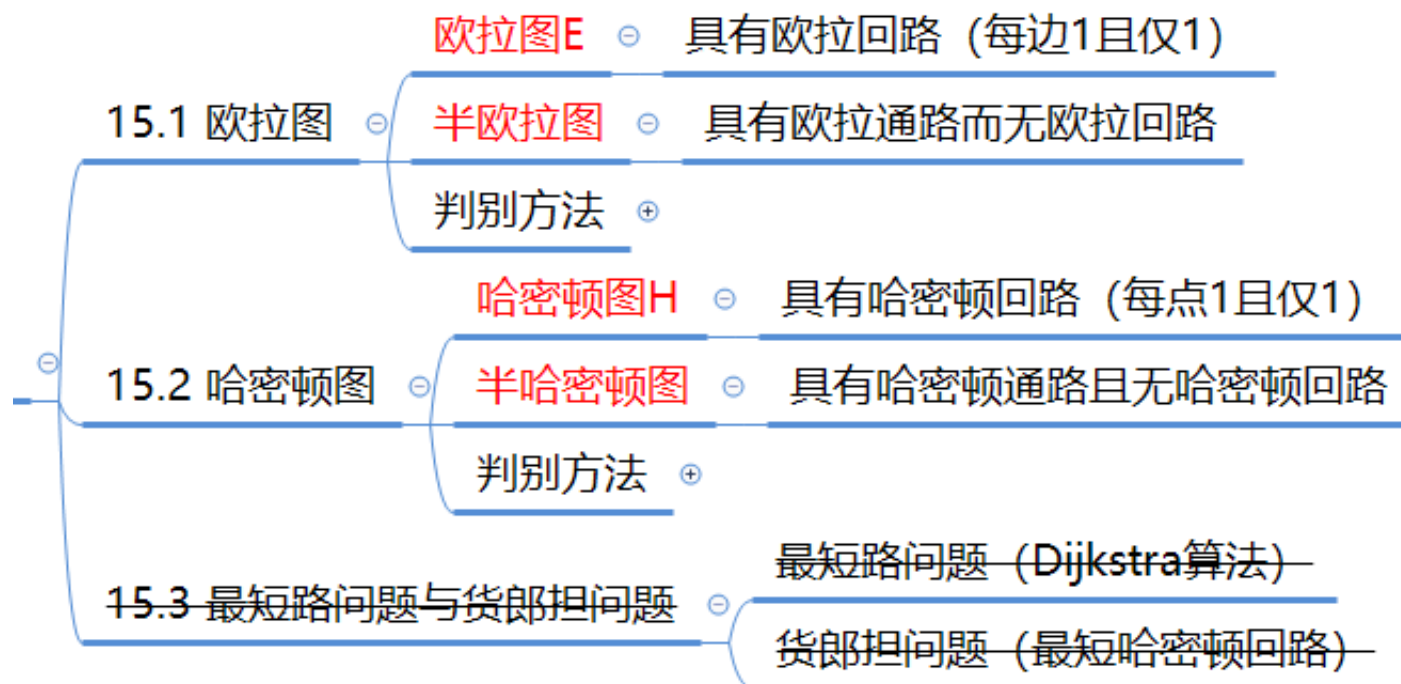 15.1 欧拉图
欧拉图E
具有欧拉回路（每边1且仅1）
半欧拉图
具有欧拉通路而无欧拉回路
判别方法
15.2 哈密顿图
哈密顿图H
具有哈密顿回路（每点1且仅1）
半哈密顿图
具有哈密顿通路且无哈密顿回路
判别方法
15.3 最短路问题与货郎担问题
最短路问题（Dijkstra算法）
货郎担问题（最短哈密顿回路）